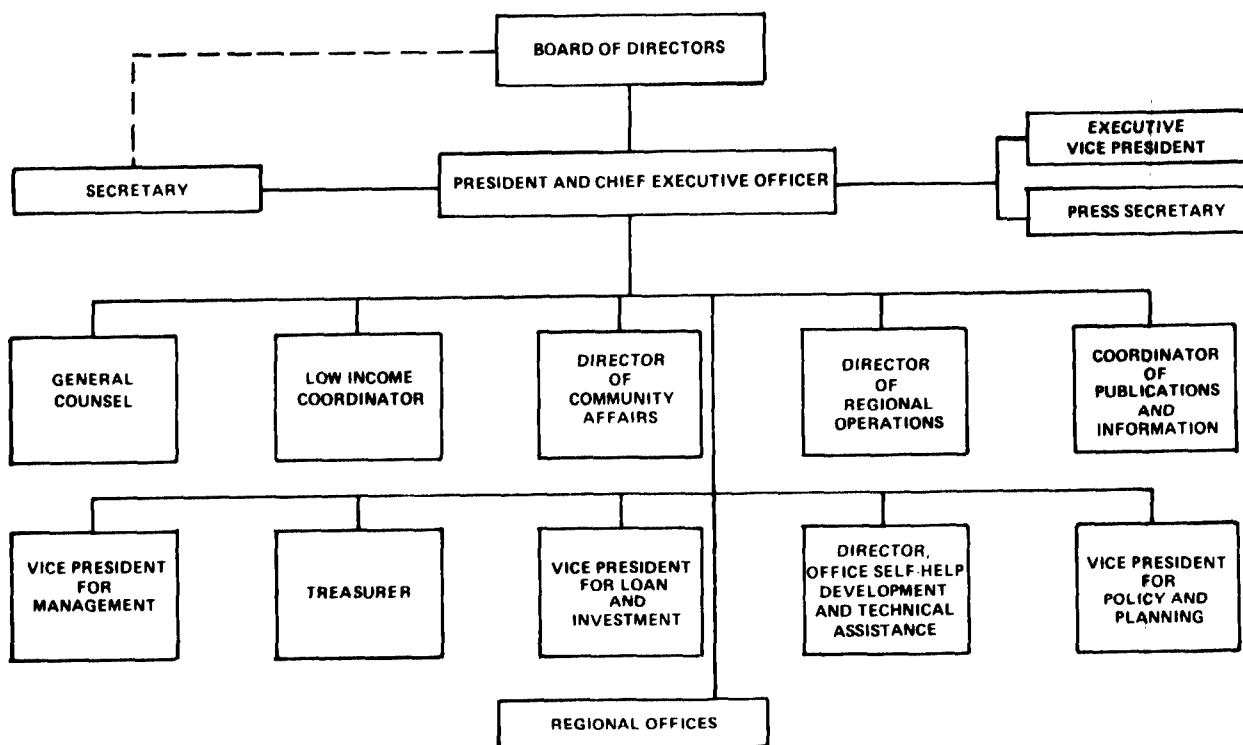 BOARD OF DIRECTORS
EXECUTIVE
VICE PRESIDENT
SECRETARY
PRESIDENT AND CHIEF EXECUTIVE OFFICER
PRESS SECRETARY
GENERAL
COUNSEL
LOW INCOME
COORDINATOR
DIRECTOR
OF
COMMUNITY
AFFAIRS
DIRECTOR
OF
REGIONAL
OPERATIONS
COORDINATOR
OF
PUBLICATIONS
AND
INFORMATION
VICE PRESIDENT
FOR
MANAGEMENT
TREASURER
VICE PRESIDENT
FOR LOAN
AND
INVESTMENT
DIRECTOR,
OFFICE SELF-HELP
DEVELOPMENT
AND TECHNICAL
ASSISTANCE
VICE PRESIDENT
FOR
POLICY AND
PLANNING
REGIONAL OFFICES